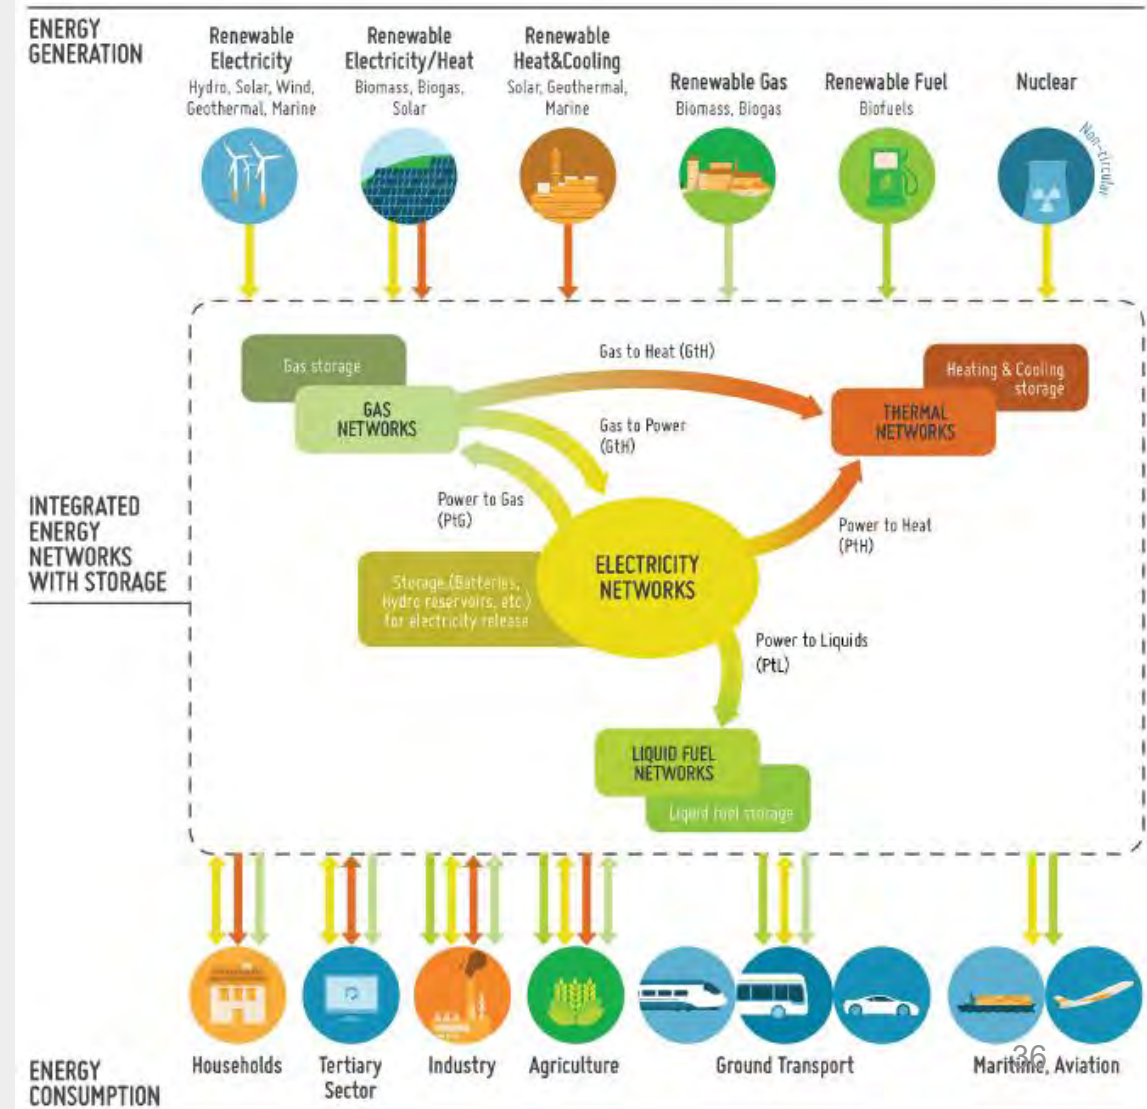 ENERGY
GENERATION
Renewable
Electricity
Hydro, Solar, Wind,
Geothermal, Marine
Renewable
Electricity/Heat
Biomass, Biogas,
Solar
Renewable
Heat&Cooling
Solar, Geothermal,
Marine
Renewable Gas
Biomass, Biogas
Renewable Fuel
Biofuels
Nuclear
Non-circular
INTEGRATED
ENERGY
NETWORKS
WITH STORAGE
Gas storage
GAS
NETWORKS
Gas to Heat (GtH)
Heating & Cooling
storage
THERMAL
NETWORKS
Gas to Power
(GtH)
Power to Gas
(PtG)
Power to Heat
(PtH)
ELECTRICITY
NETWORKS
Storage (Batteries,
Hydro reservoirs, etc.)
for electricity release
Power to Liquids
(PtL)
LIQUID FUEL
NETWORKS
Liquid fuel storage
ENERGY
CONSUMPTION
Households
Tertiary
Sector
Industry
Agriculture
Ground Transport
Maritime, Aviation
36